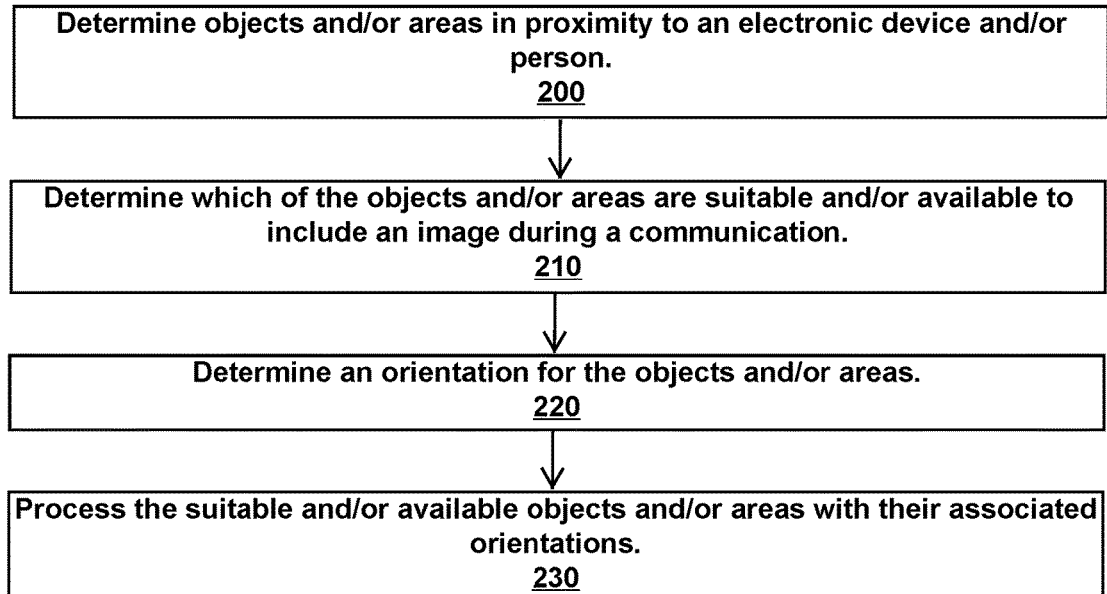 Determine objects and/or areas in proximity to an electronic device and/or
person.
200
Determine which of the objects and/or areas are suitable and/or available to
include an image during a communication.
210
Determine an orientation for the objects and/or areas.
220
Process the suitable and/or available objects and/or areas with their associated
orientations.
230